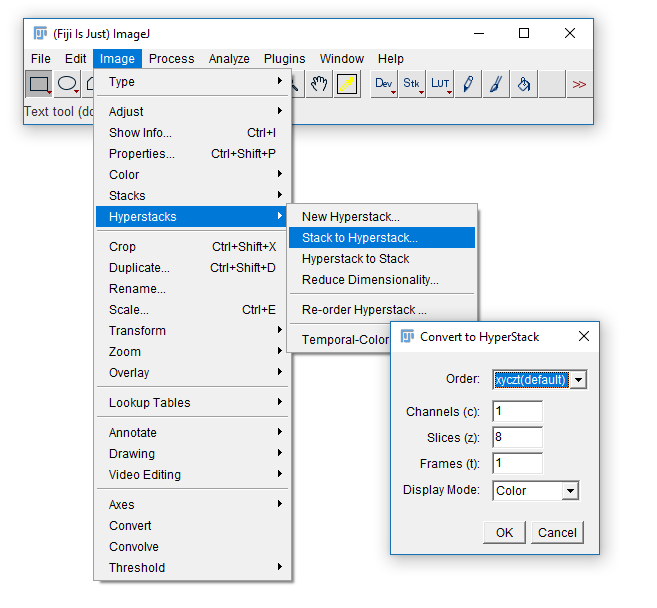 (Fiji Is Just) ImageJ
File Edit Image Process Analyze Plugins Window Help
Dev Stk LUT >>
Text tool (do
Type
Adjust
Show Info... Ctrl+I
Properties... Ctrl+Shift+P
Color
Stacks
Hyperstacks
Crop Ctrl+Shift+X
Duplicate... Ctrl+Shift+D
Rename...
Scale... Ctrl+E
Transform
Zoom
Overlay
Lookup Tables
Annotate
Drawing
Video Editing
Axes
Convert
Convolve
Threshold
New Hyperstack...
Stack to Hyperstack...
Hyperstack to Stack
Reduce Dimensionality...
Re-order Hyperstack ...
Temporal-Color
Convert to HyperStack
Order: xyczt(default)
Channels (c): 1
Slices (z): 8
Frames (t): 1
Display Mode: Color
OK Cancel